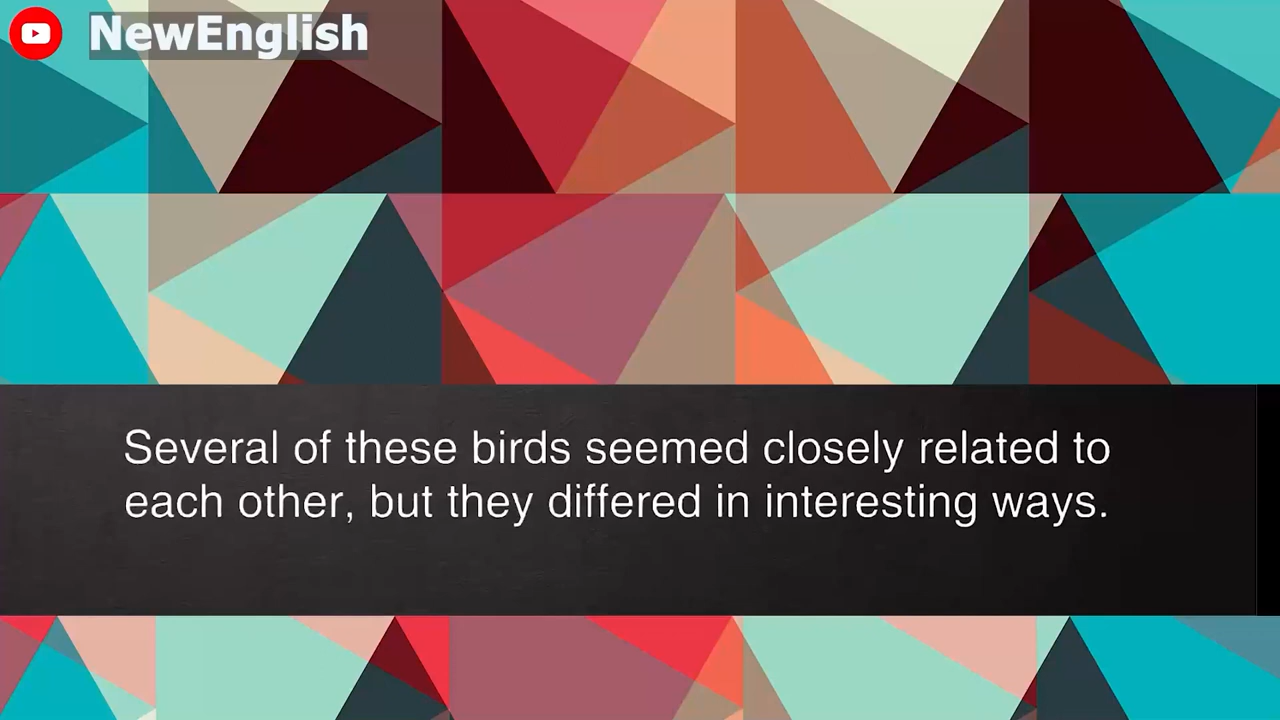 NewEnglish
Several of these birds seemed closely related to
each other, but they differed in interesting ways.